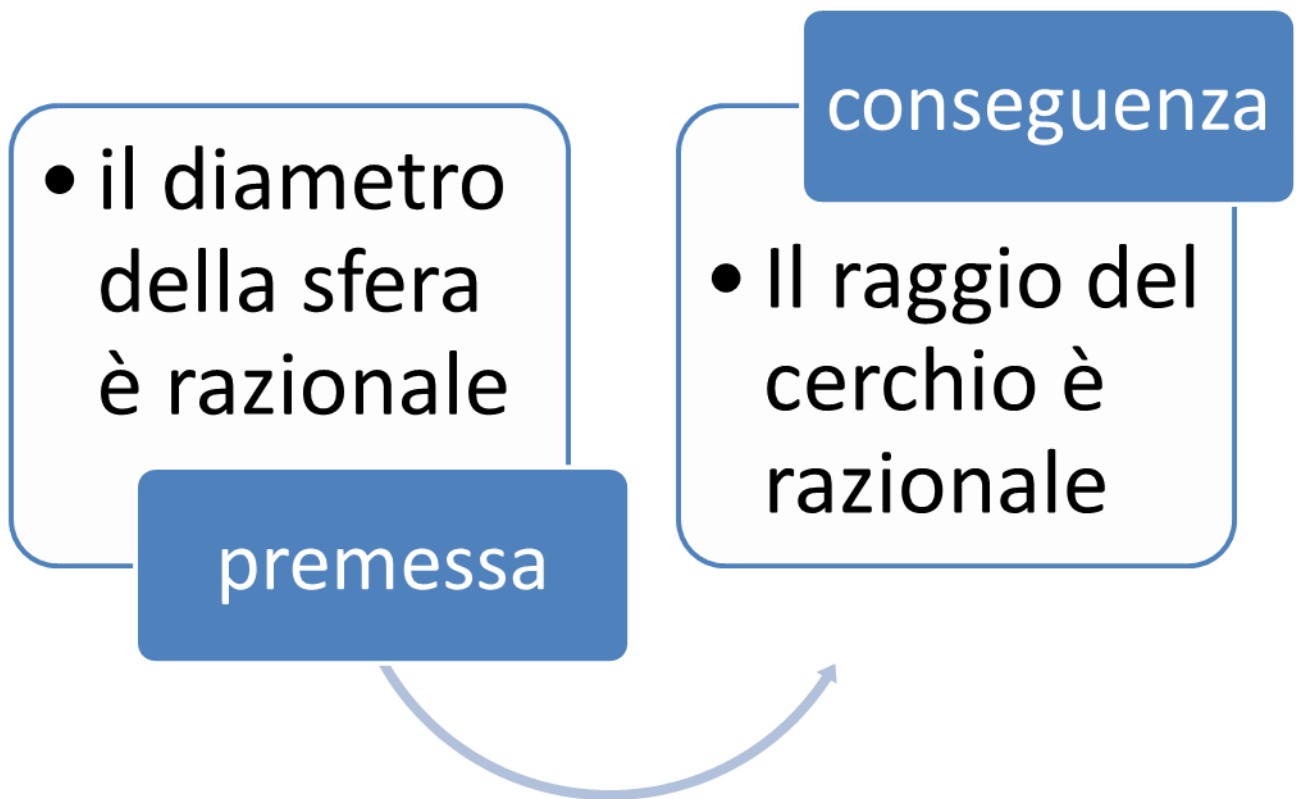 • il diametro
della sfera
è razionale
premessa
conseguenza
• Il raggio del
cerchio è
razionale